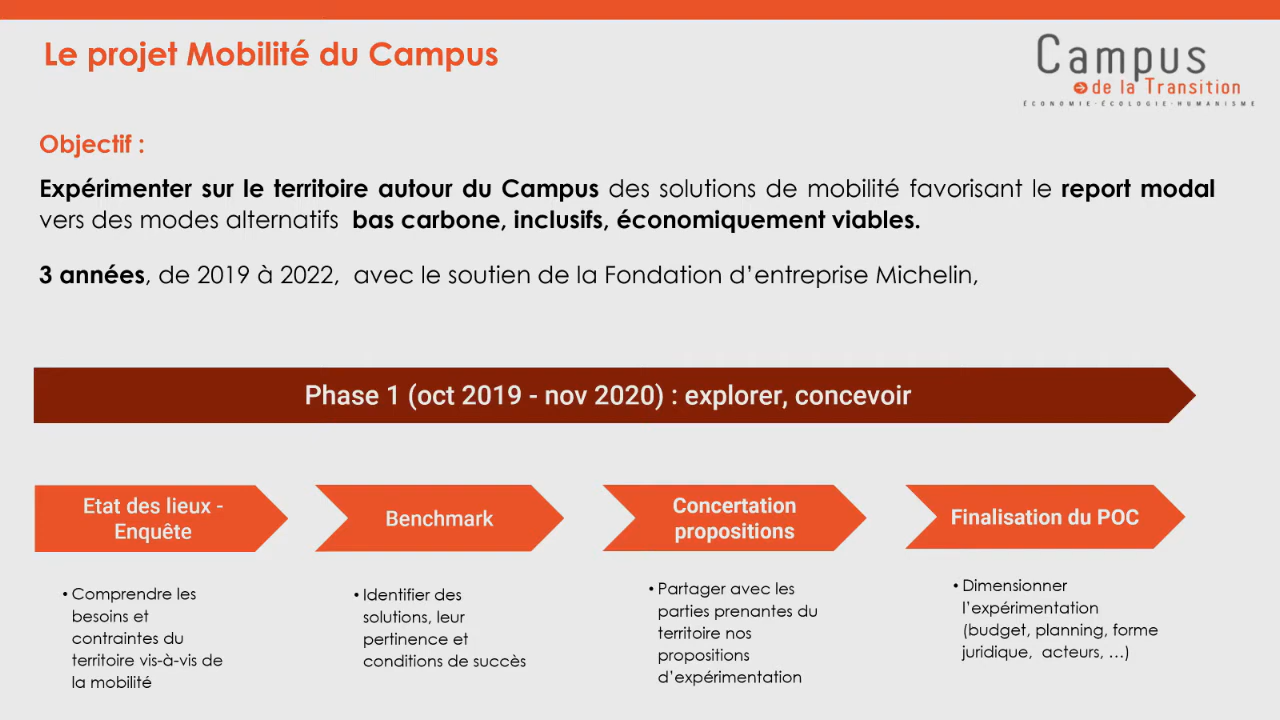 Le projet Mobilité du Campus
Campus
de la Transition
ÉCONOMIE·ÉCOLOGIE·HUMANISME
Objectif :
Expérimenter sur le territoire autour du Campus des solutions de mobilité favorisant le report modal
vers des modes alternatifs bas carbone, inclusifs, économiquement viables.
3 années, de 2019 à 2022, avec le soutien de la Fondation d’entreprise Michelin,
Phase 1 (oct 2019 - nov 2020) : explorer, concevoir
Etat des lieux -
Enquête
Benchmark
Concertation
propositions
Finalisation du POC
• Comprendre les
besoins et
contraintes du
territoire vis-à-vis de
la mobilité
• Identifier des
solutions, leur
pertinence et
conditions de succès
• Partager avec les
parties prenantes du
territoire nos
propositions
d’expérimentation
• Dimensionner
l’expérimentation
(budget, planning, forme
juridique, acteurs, …)